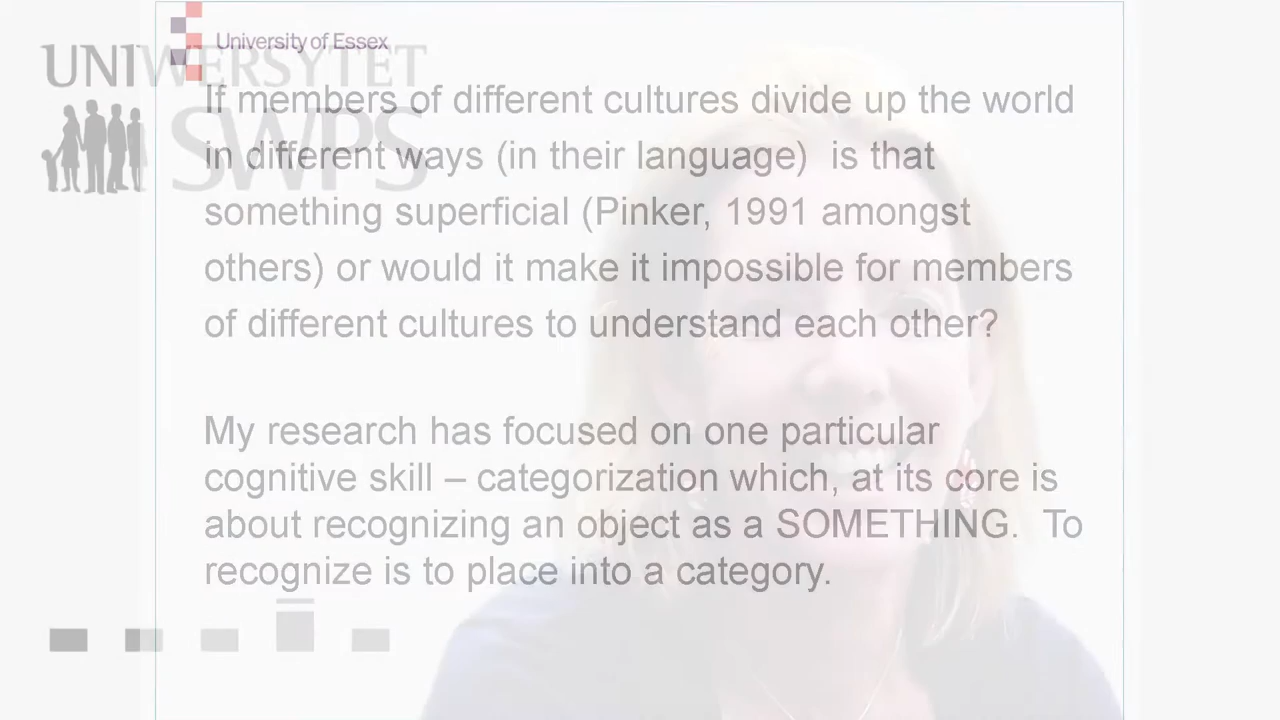 University of Essex
UNIWERSYTET
SWPS
If members of different cultures divide up the world
in different ways (in their language)  is that
something superficial (Pinker, 1991 amongst
others) or would it make it impossible for members
of different cultures to understand each other?
My research has focused on one particular
cognitive skill – categorization which, at its core is
about recognizing an object as a SOMETHING.  To
recognize is to place into a category.